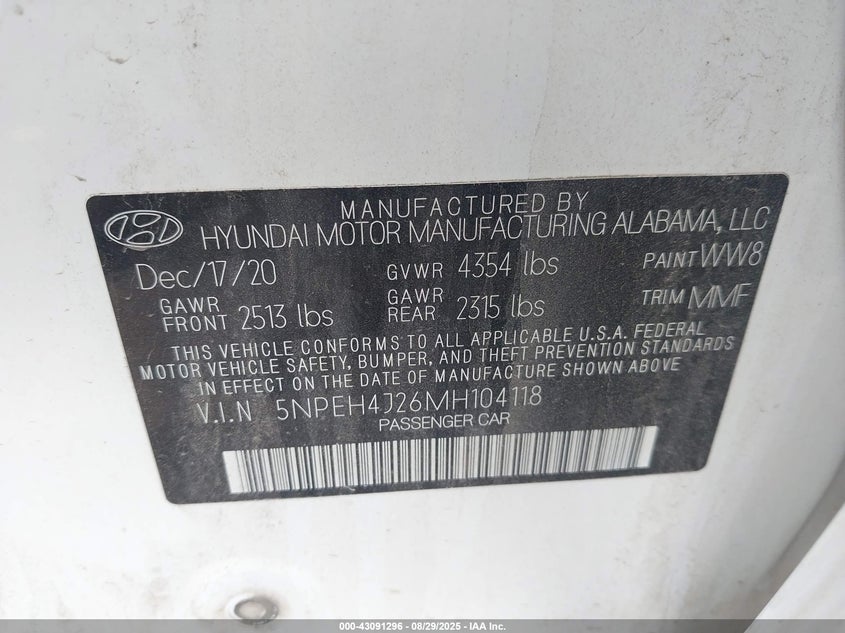 MANUFACTURED BY
HYUNDAI MOTOR MANUFACTURING ALABAMA, LLC
Dec/17/20 GVWR 4354 lbs PAINT WW8
GAWR FRONT 2513 lbs GAWR REAR 2315 lbs TRIM MMF
THIS VEHICLE CONFORMS TO ALL APPLICABLE U.S.A. FEDERAL
MOTOR VEHICLE SAFETY, BUMPER, AND THEFT PREVENTION STANDARDS
IN EFFECT ON THE DATE OF MANUFACTURE SHOWN ABOVE
V.I.N 5NPEH4J26MH104118
PASSENGER CAR
000-43091296 - 08/29/2025 - IAA Inc.